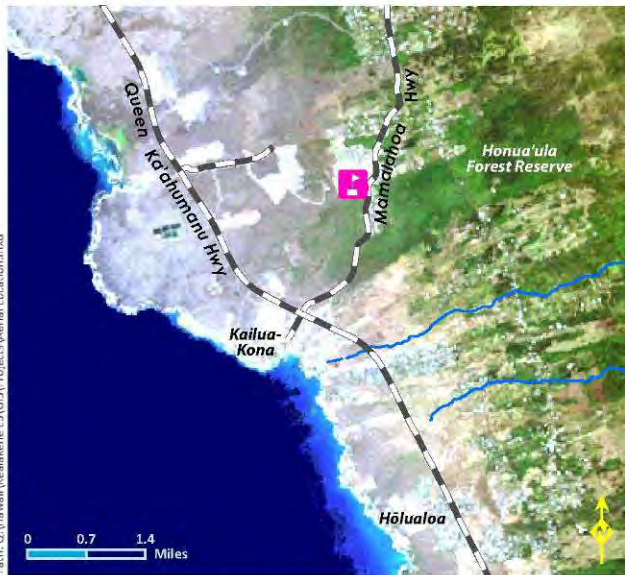 Queen Ka'ahumanu Hwy
Mamalahoa Hwy
Honua'ula
Forest Reserve
Kailua-
Kona
Hōlualoa
0 0.7 1.4
Miles
N